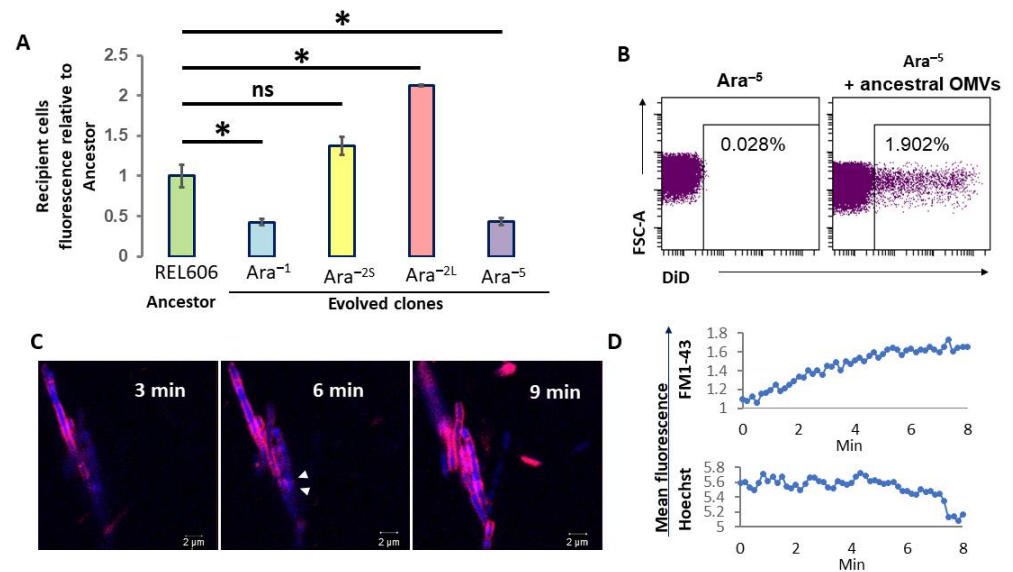 A
Recipient cells
fluorescence relative to
Ancestor
2.5
2
1.5
1
0.5
0
*
*
ns
*
REL606
Ara⁻¹
Ara⁻²ˢ
Ara⁻²ᴸ
Ara⁻⁵
Ancestor
Evolved clones
B
Ara⁻⁵
Ara⁻⁵
+ ancestral OMVs
0.028%
1.902%
FSC-A
DiD
C
3 min
6 min
9 min
2 µm
2 µm
2 µm
D
Mean fluorescence
FM1-43
1.8
1.6
1.4
1.2
1
0
2
4
6
8
Min
Hoechst
5.8
5.6
5.4
5.2
5
0
2
4
6
8
Min